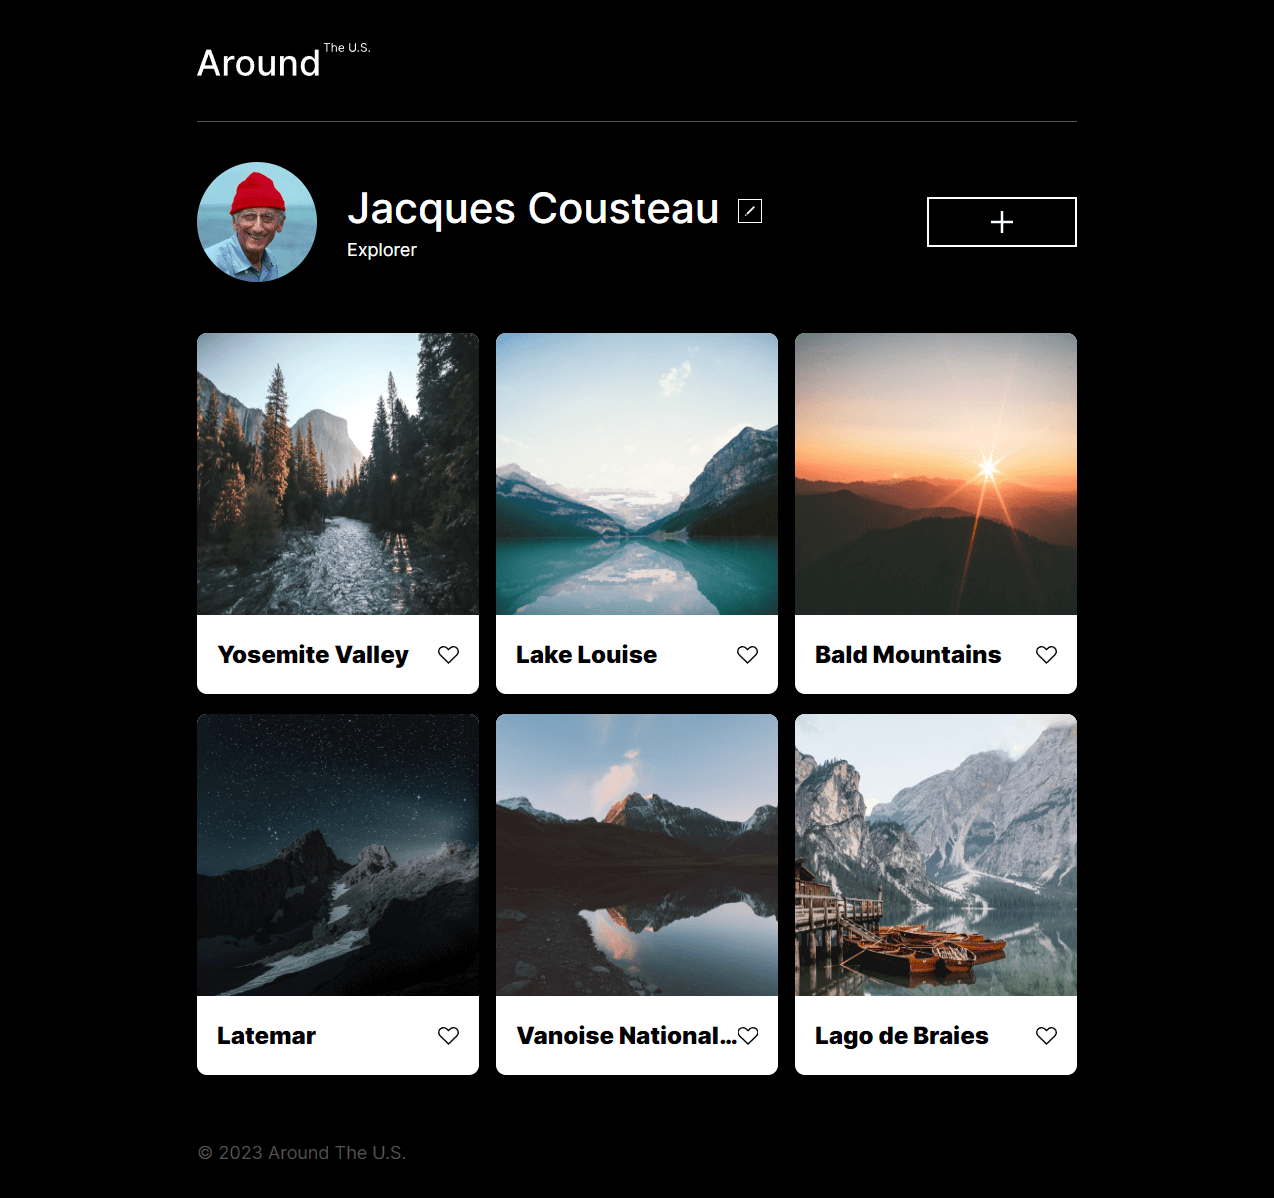 Around The U.S.
Jacques Cousteau
Explorer
Yosemite Valley
Lake Louise
Bald Mountains
Latemar
Vanoise National...
Lago de Braies
© 2023 Around The U.S.